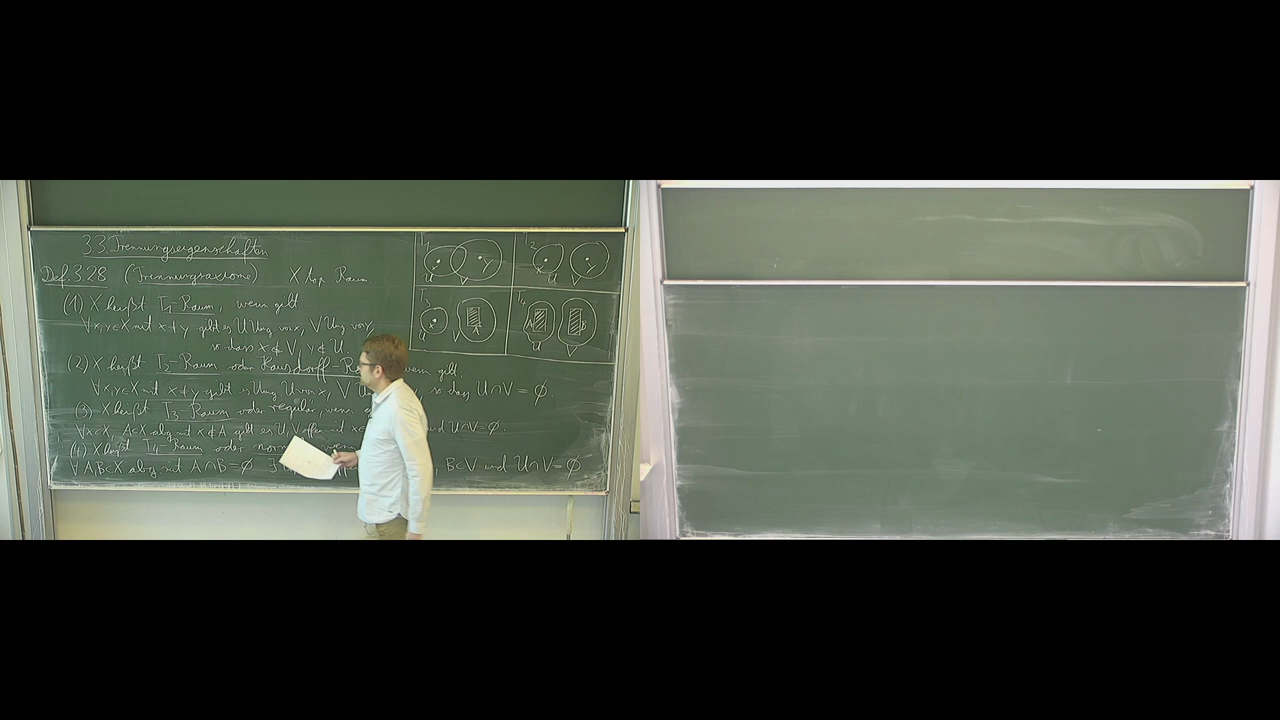 3.3. Trennungseigenschaften
Def. 3.28 (Trennungsaxiome) X top. Raum.
(1) X heißt T₁-Raum, wenn gilt
∀x,y∈X mit x≠y gibt es U Umg. von x, V Umg. von y,
so dass x∉V, y∉U.
(2) X heißt T₂-Raum oder Hausdorff-Ra wenn gilt.
∀x,y∈X mit x≠y gibt es Umg. U von x, V U so dass U∩V=∅.
(3) X heißt T₃-Raum oder regulär, wenn
∀x∈X, A⊂X abg. mit x∉A gibt es U,V offen mit x∈ und U∩V=∅.
(4) X heißt T₄-Raum oder nor wenn
∀A,B⊂X abg. mit A∩B=∅ ∃ , B⊂V und U∩V=∅
T₁ x y U V
T₂ x y U V
T₃ x A U V
T₄ A B U V